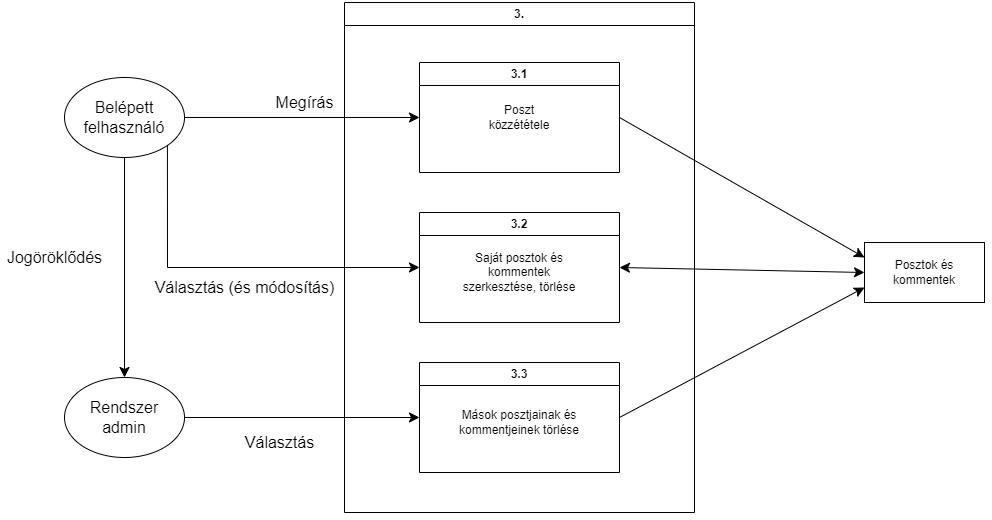 3.
3.1
Poszt
közzététele
Belépett
felhasználó
Megírás
3.2
Saját posztok és
kommentek
szerkesztése, törlése
Jogöröklődés
Választás (és módosítás)
Posztok és
kommentek
3.3
Mások posztjainak és
kommentjeinek törlése
Rendszer
admin
Választás